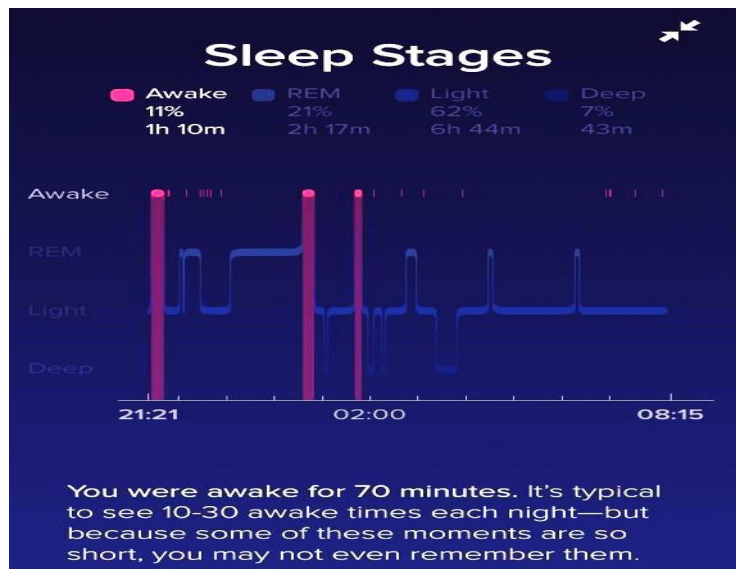 Sleep Stages
Awake REM Light Deep
11% 21% 62% 7%
1h 10m 2h 17m 6h 44m 43m
Awake
REM
Light
Deep
21:21 02:00 08:15
You were awake for 70 minutes. It's typical
to see 10-30 awake times each night—but
because some of these moments are so
short, you may not even remember them.